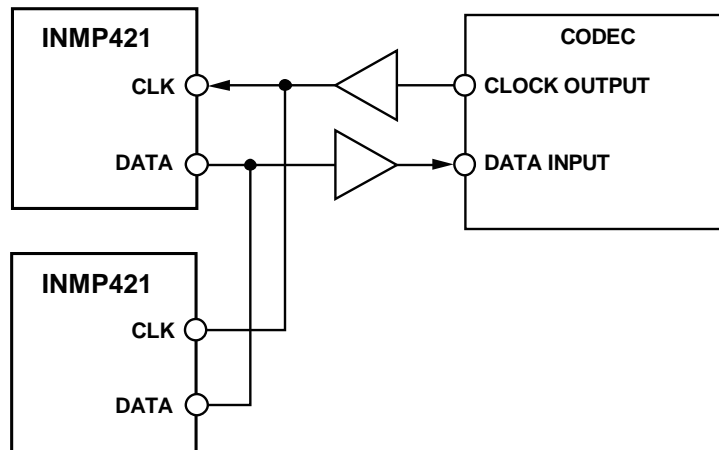 INMP421
CLK
DATA
CODEC
CLOCK OUTPUT
DATA INPUT
INMP421
CLK
DATA